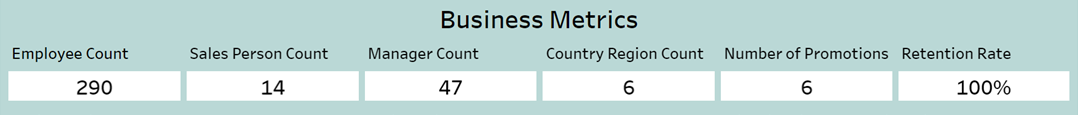 Business Metrics
Employee Count Sales Person Count Manager Count Country Region Count Number of Promotions Retention Rate
290 14 47 6 6 100%